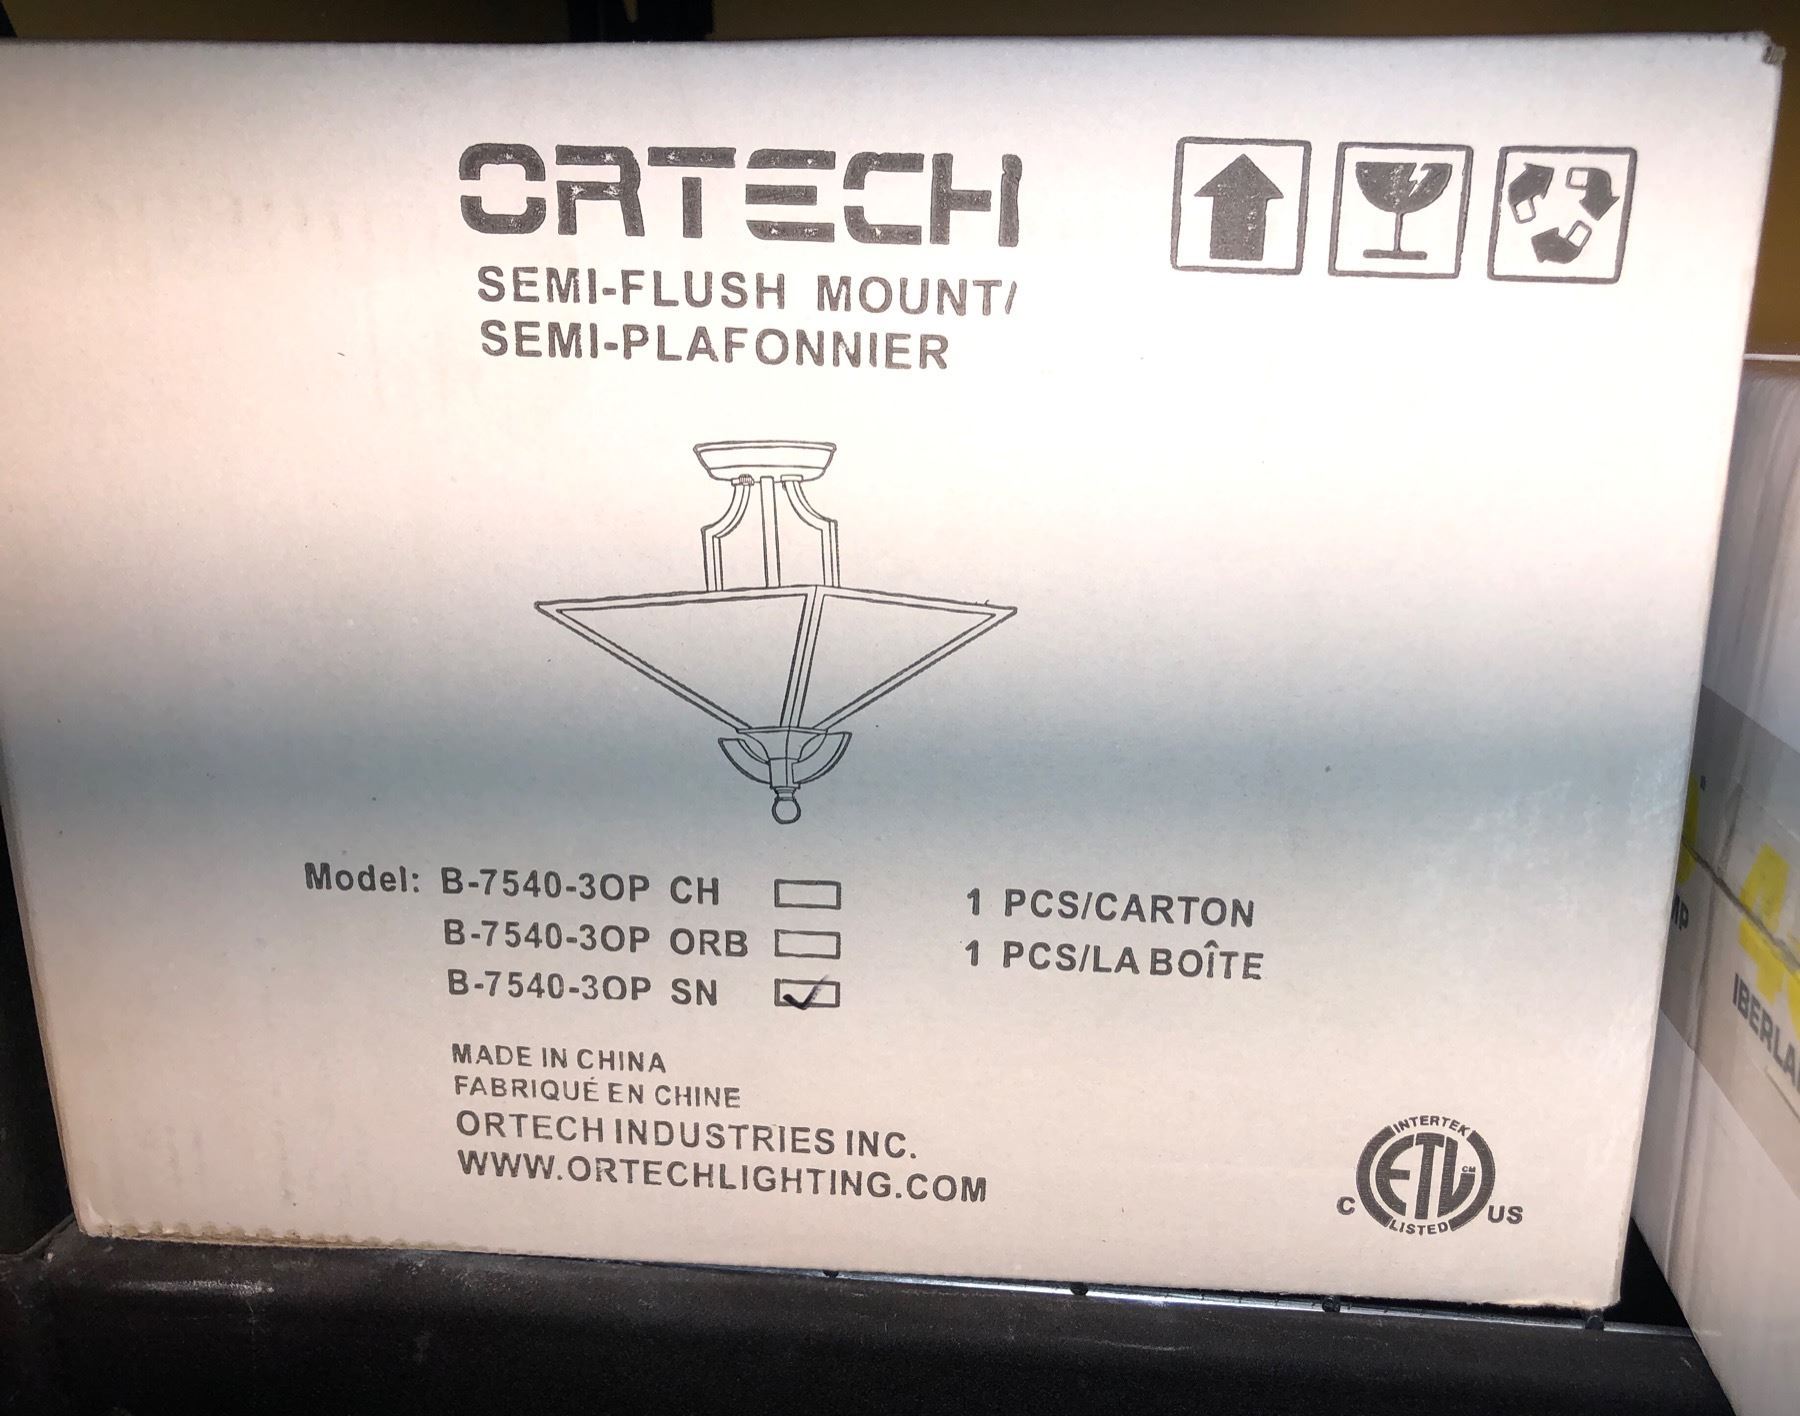 ORTECH
SEMI-FLUSH MOUNT/
SEMI-PLAFONNIER
Model: B-7540-3OP CH
B-7540-3OP ORB
B-7540-3OP SN
1 PCS/CARTON
1 PCS/LA BOÎTE
MADE IN CHINA
FABRIQUÉ EN CHINE
ORTECH INDUSTRIES INC.
WWW.ORTECHLIGHTING.COM
INTERTEK
C ETL CM US
LISTED